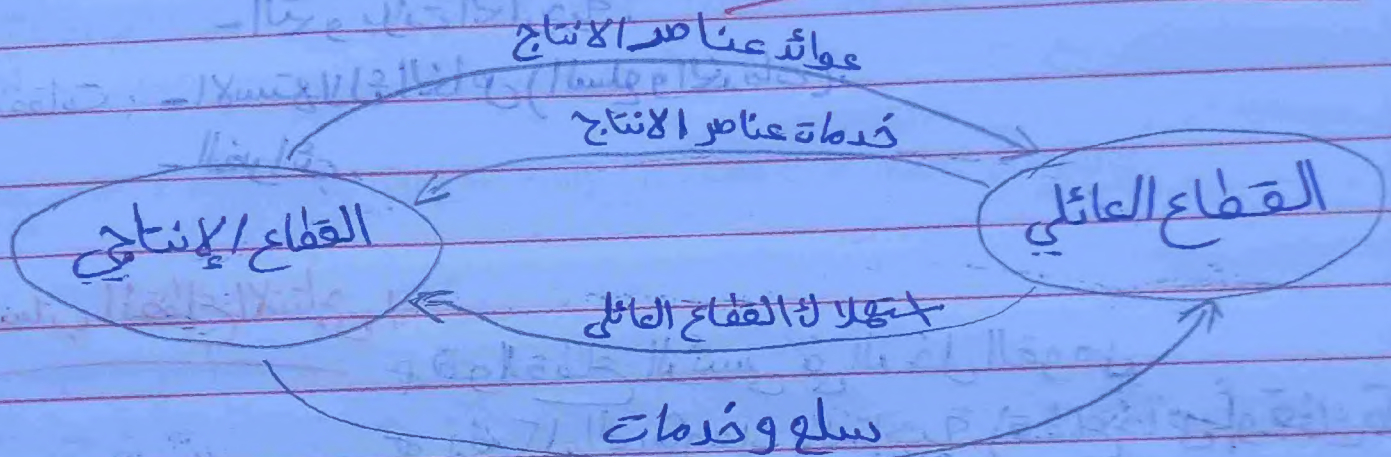 عوائد عناصر الانتاج
خدمات عناصر الانتاج
القطاع العائلي
القطاع الإنتاجي
استهلاك القطاع العائلي
سلع وخدمات